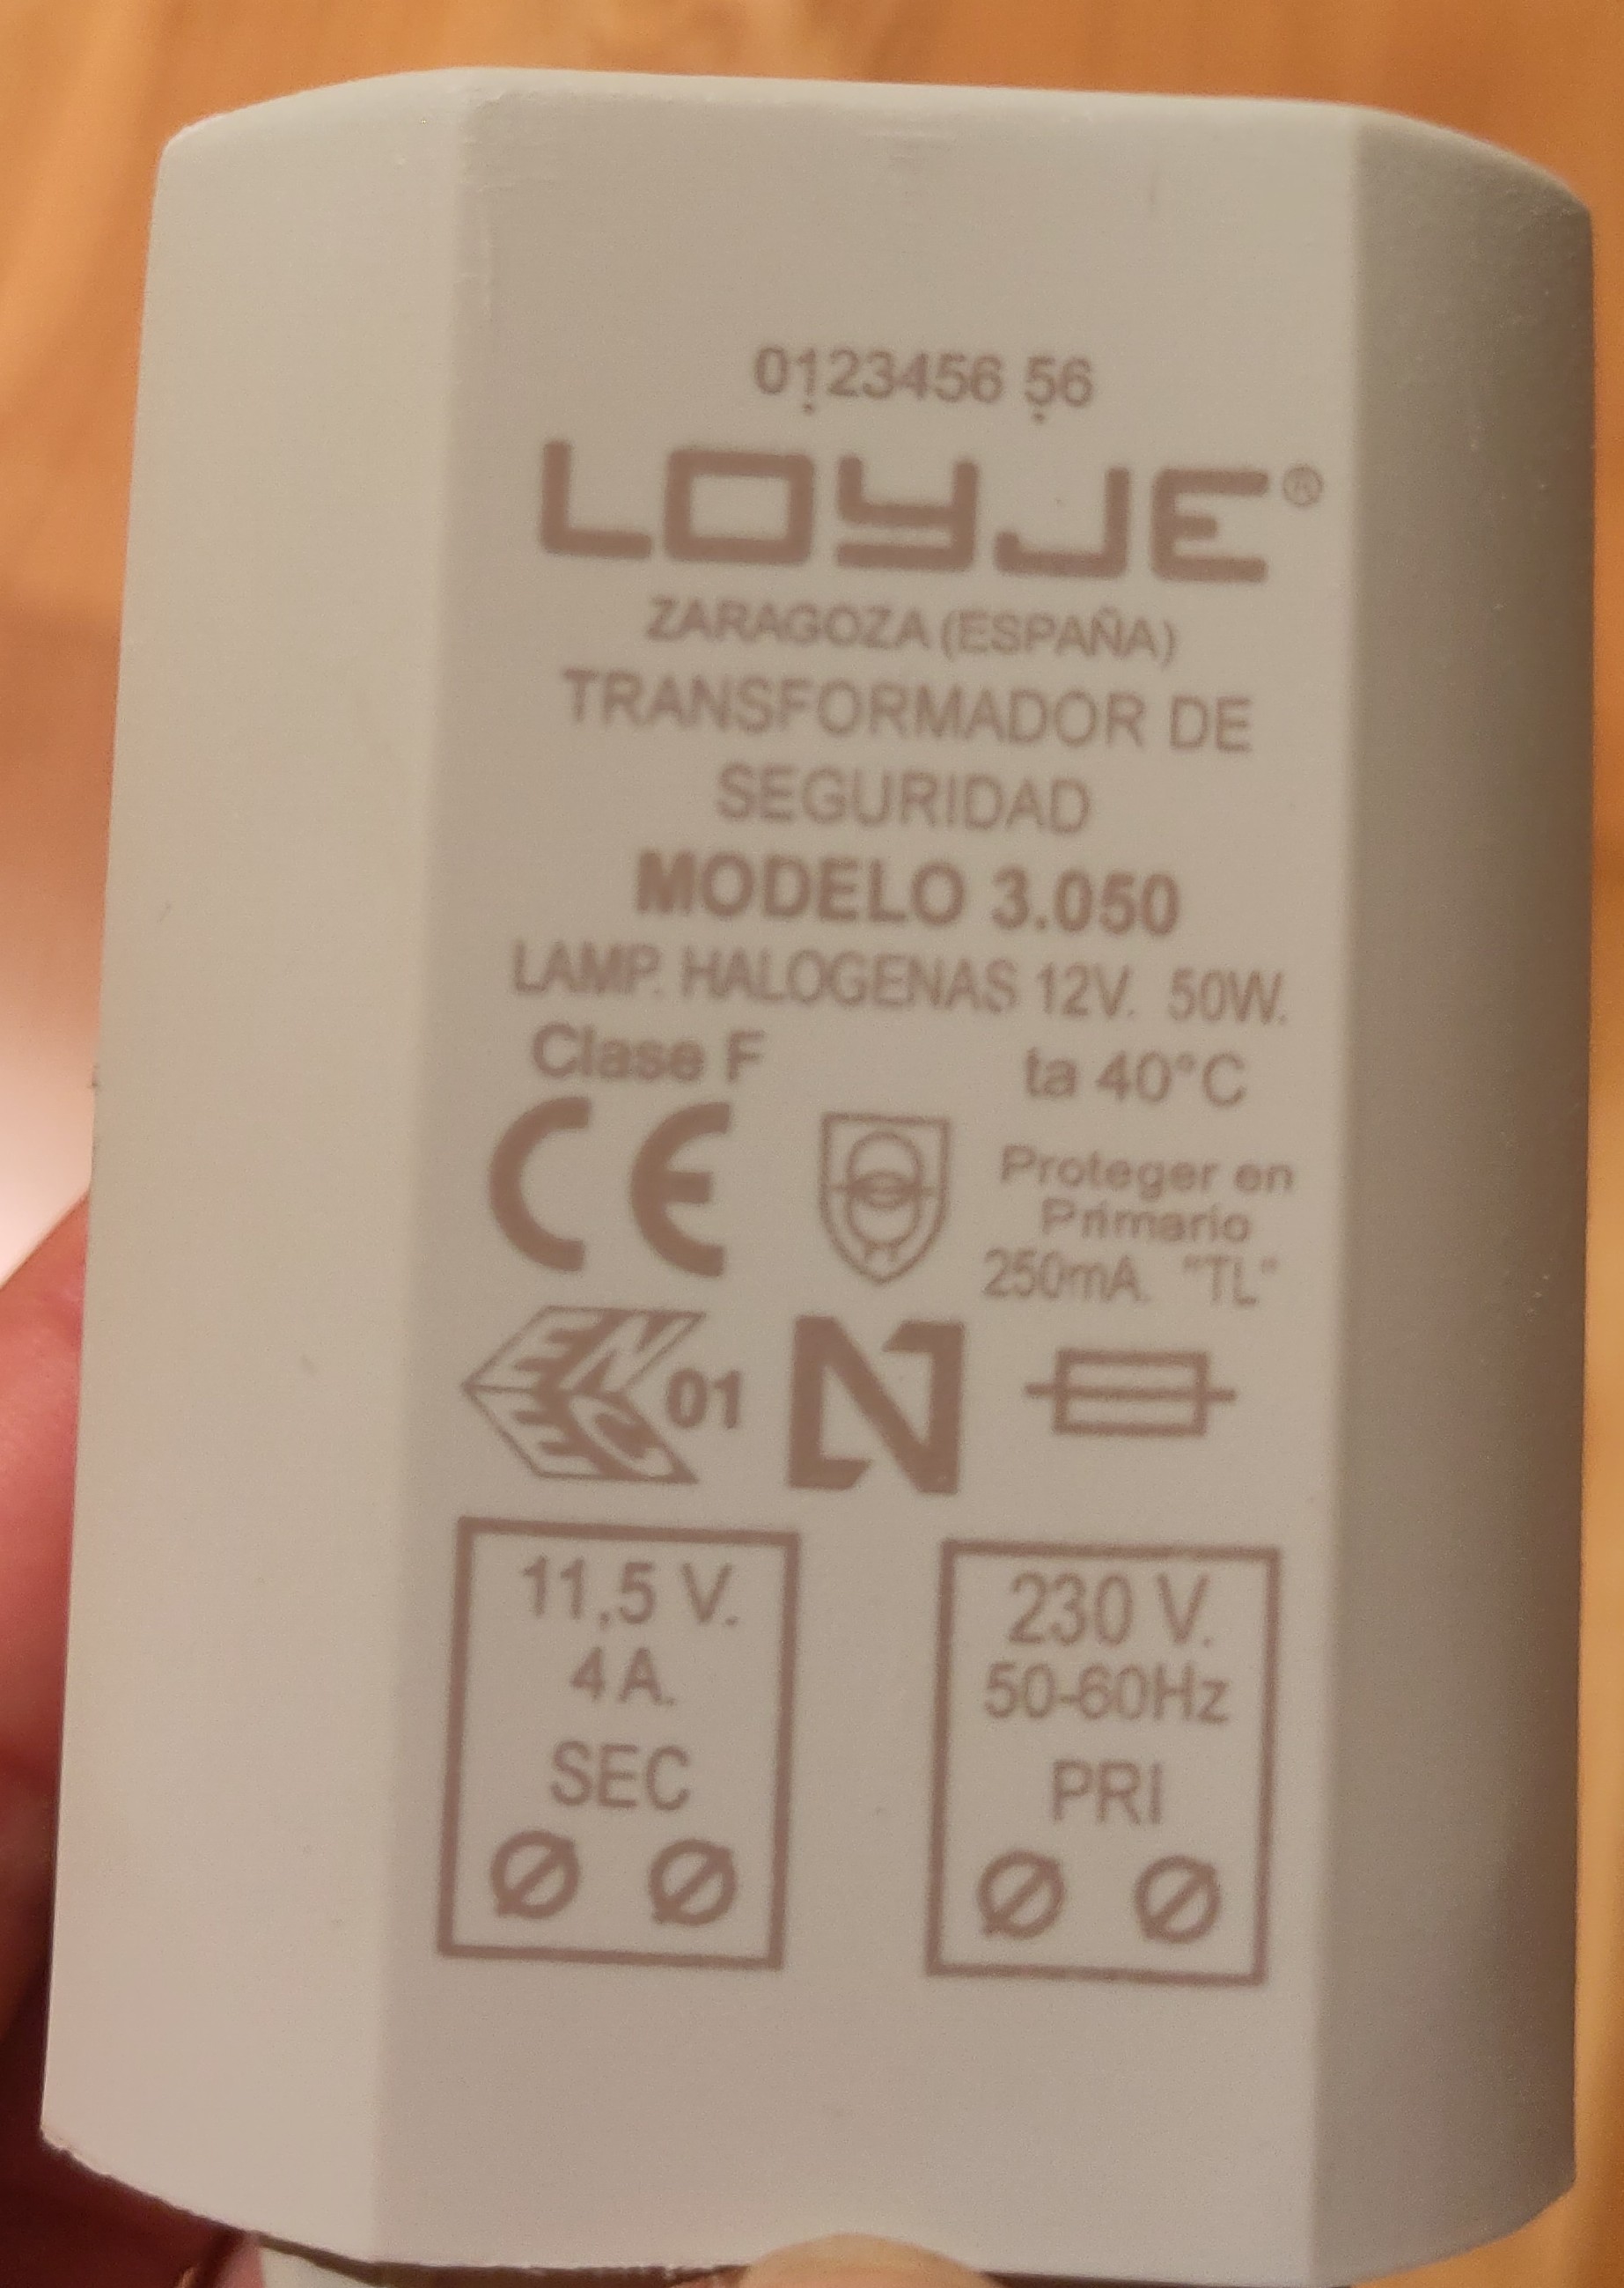 0123456 56
LOYJE®
ZARAGOZA (ESPAÑA)
TRANSFORMADOR DE
SEGURIDAD
MODELO 3.050
LAMP. HALOGENAS 12V. 50W.
Clase F ta 40°C
CE
Proteger en
Primario
250mA. "TL"
ENEC 01 N
11,5 V.
4 A.
SEC
230 V.
50-60Hz
PRI